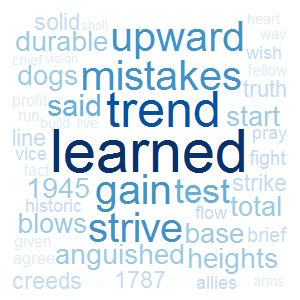 solid shall heart
durable upward way
chief vision wish
dogs mistakes fellow
profit said trend truth
run build live start
line learned pray
vice fight
fact
1945 gain test strike
historic flow total
blows strive base brief
given
agree anguished heights
creeds 1787 allies arms